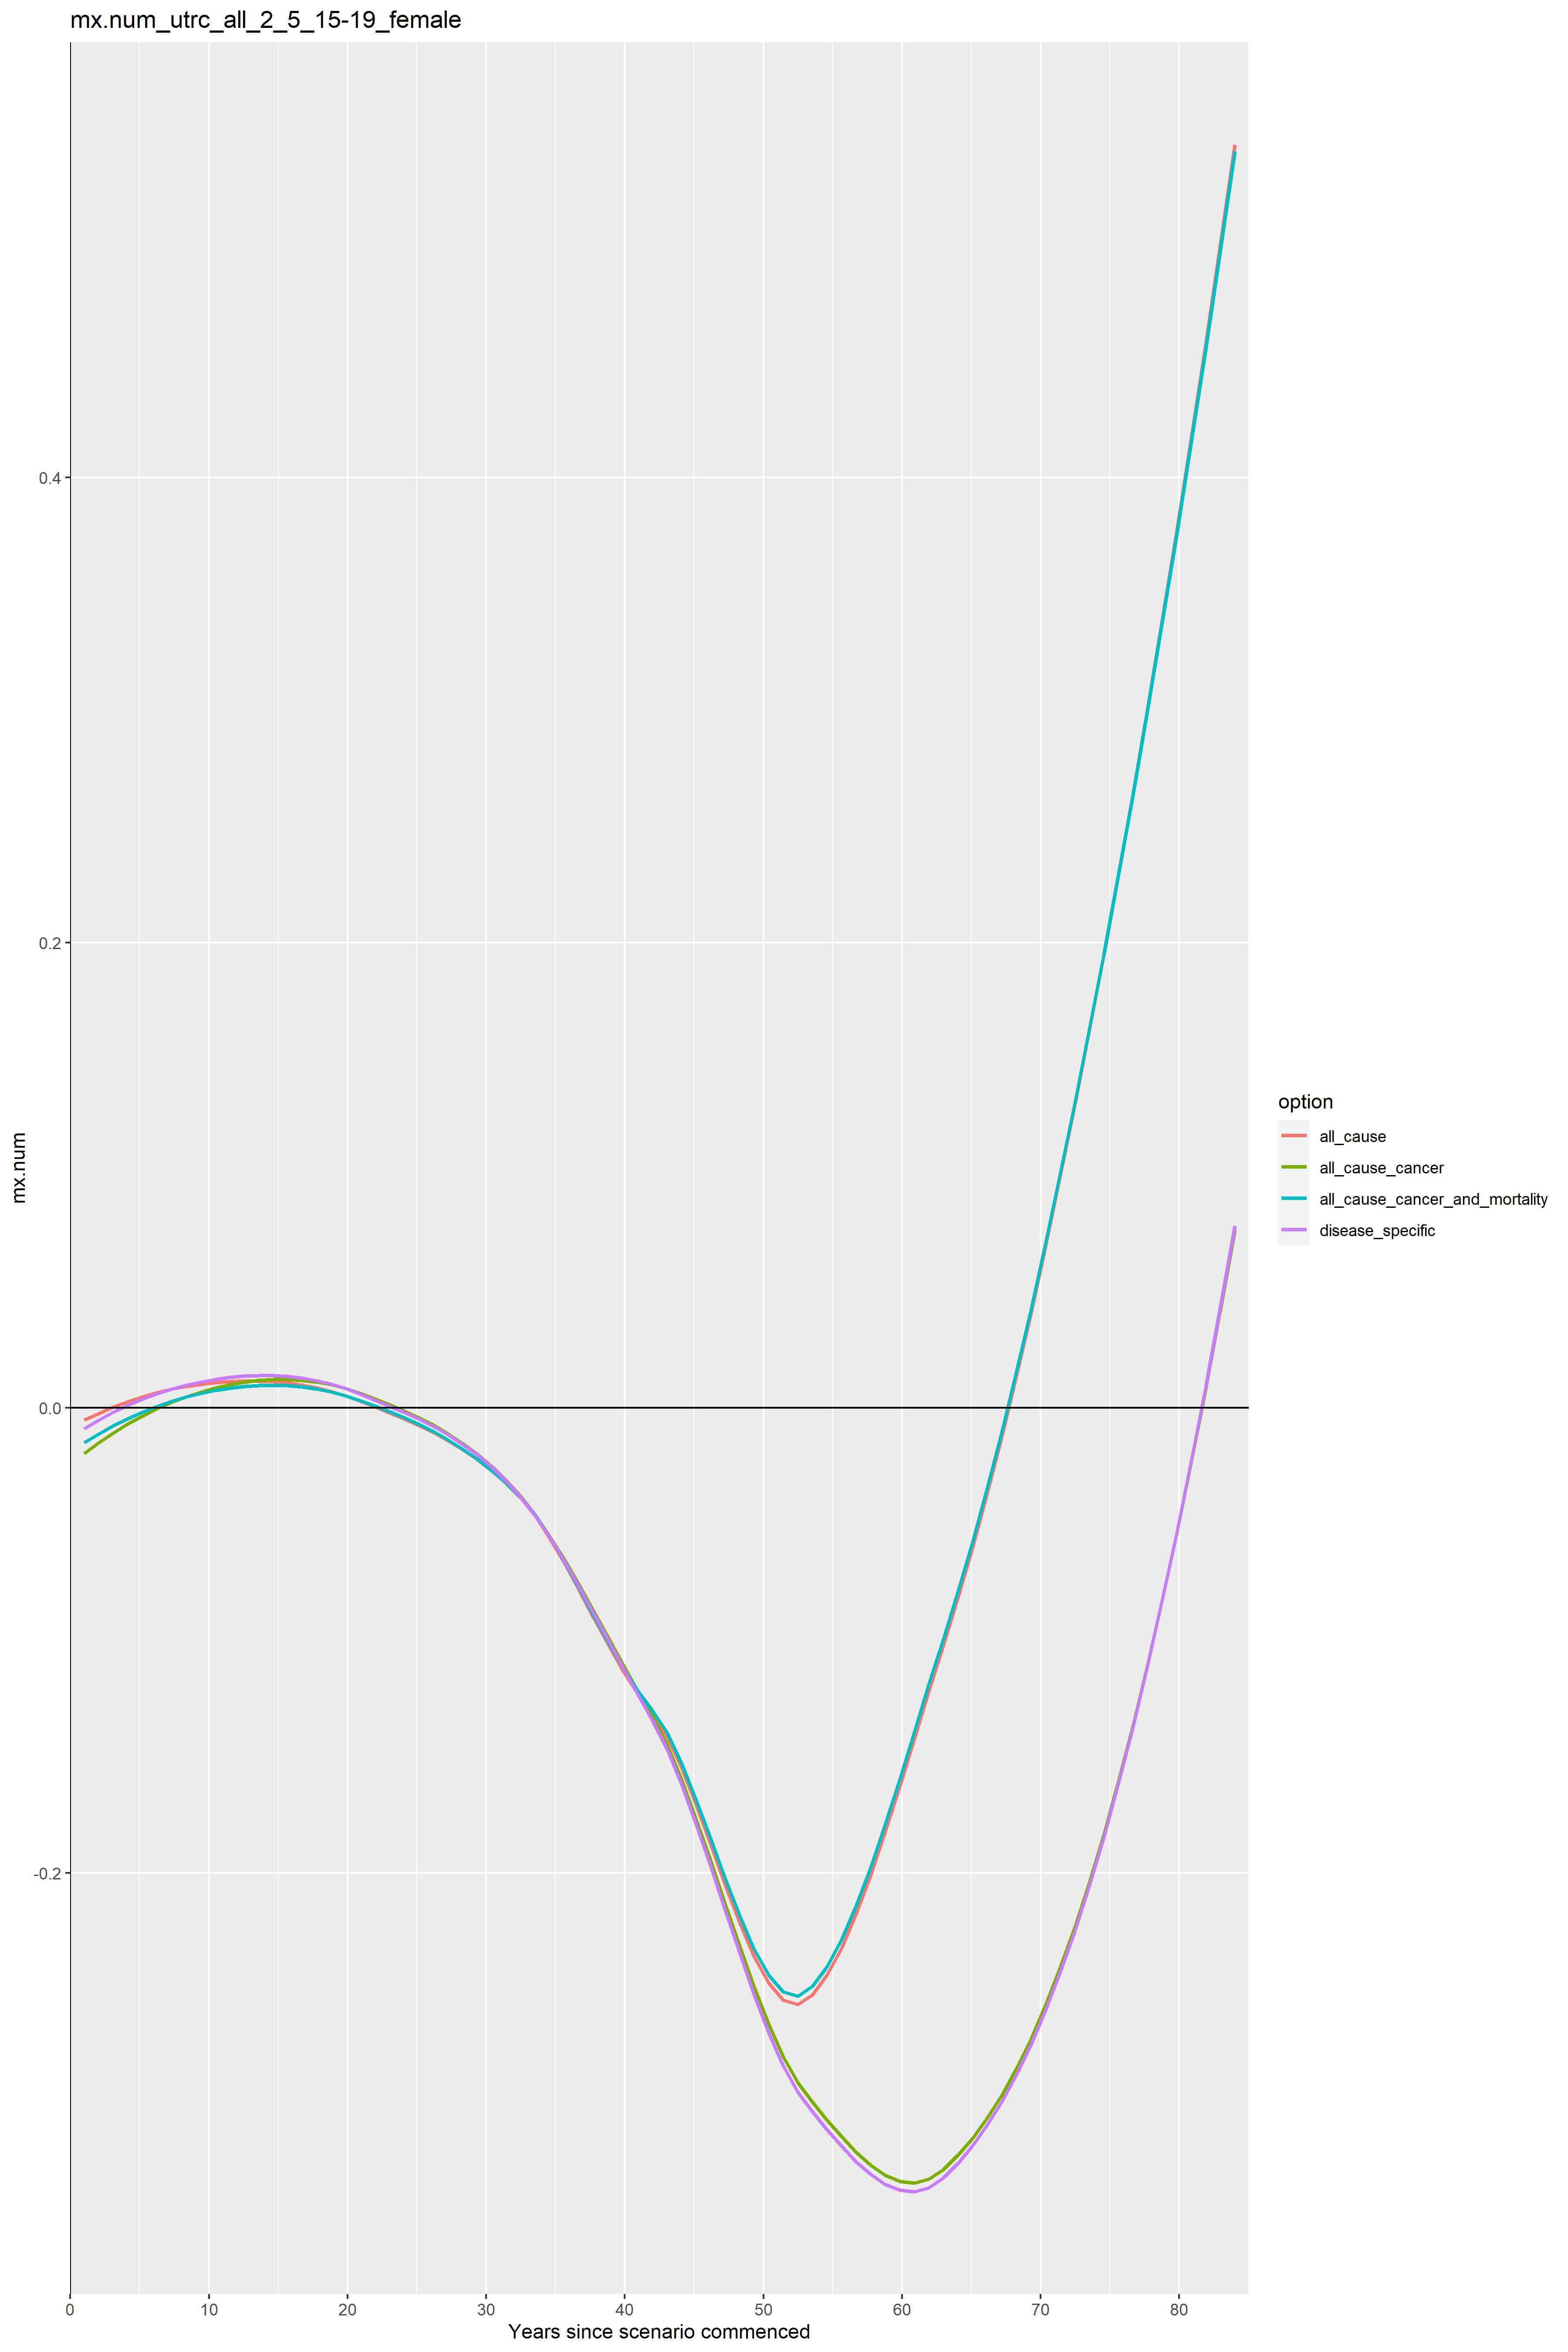 mx.num_utrc_all_2_5_15-19_female
mx.num
0.4
0.2
0.0
-0.2
0 10 20 30 40 50 60 70 80
Years since scenario commenced
option
all_cause
all_cause_cancer
all_cause_cancer_and_mortality
disease_specific